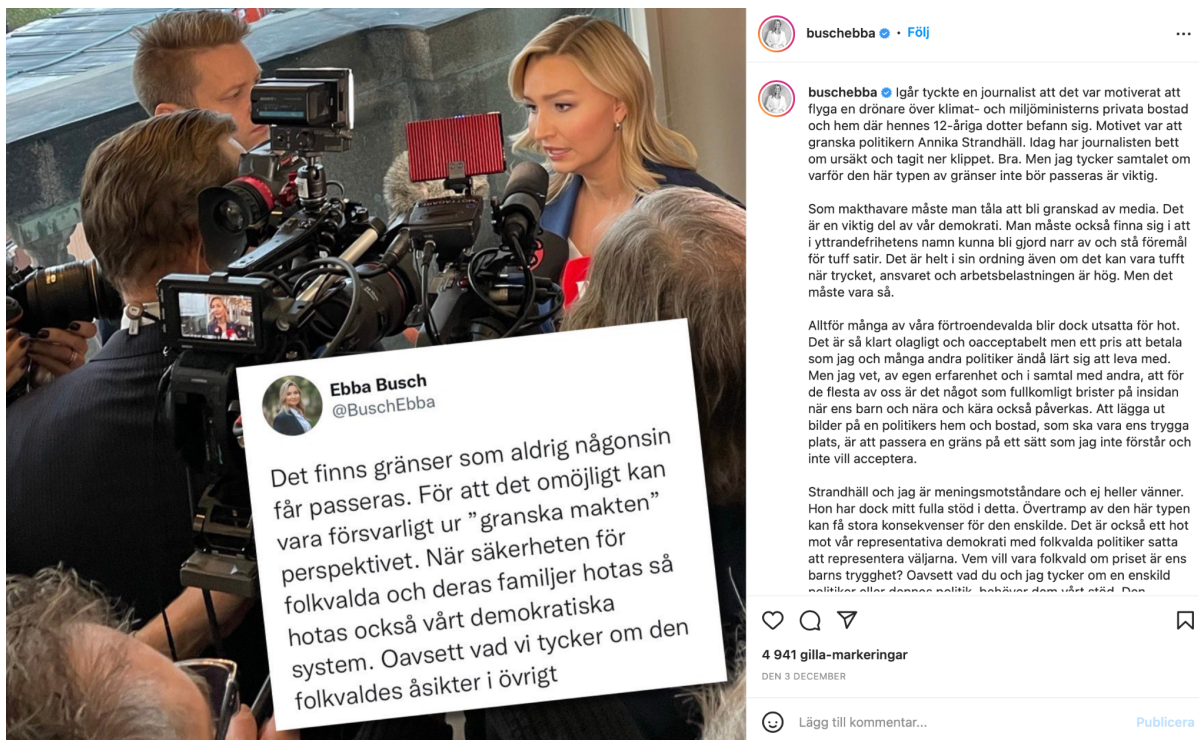 Ebba Busch
@BuschEbba
Det finns gränser som aldrig någonsin
får passeras. För att det omöjligt kan
vara försvarligt ur ”granska makten”
perspektivet. När säkerheten för
folkvalda och deras familjer hotas så
hotas också vårt demokratiska
system. Oavsett vad vi tycker om den
folkvaldes åsikter i övrigt
buschebba • Följ
buschebba Igår tyckte en journalist att det var motiverat att
flyga en drönare över klimat- och miljöministerns privata bostad
och hem där hennes 12-åriga dotter befann sig. Motivet var att
granska politikern Annika Strandhäll. Idag har journalisten bett
om ursäkt och tagit ner klippet. Bra. Men jag tycker samtalet om
varför den här typen av gränser inte bör passeras är viktig.
Som makthavare måste man tåla att bli granskad av media. Det
är en viktig del av vår demokrati. Man måste också finna sig i att
i yttrandefrihetens namn kunna bli gjord narr av och stå föremål
för tuff satir. Det är helt i sin ordning även om det kan vara tufft
när trycket, ansvaret och arbetsbelastningen är hög. Men det
måste vara så.
Alltför många av våra förtroendevalda blir dock utsatta för hot.
Det är så klart olagligt och oacceptabelt men ett pris att betala
som jag och många andra politiker ändå lärt sig att leva med.
Men jag vet, av egen erfarenhet och i samtal med andra, att för
de flesta av oss är det något som fullkomligt brister på insidan
när ens barn och nära och kära också påverkas. Att lägga ut
bilder på en politikers hem och bostad, som ska vara ens trygga
plats, är att passera en gräns på ett sätt som jag inte förstår och
inte vill acceptera.
Strandhäll och jag är meningsmotståndare och ej heller vänner.
Hon har dock mitt fulla stöd i detta. Övertramp av den här typen
kan få stora konsekvenser för den enskilde. Det är också ett hot
mot vår representativa demokrati med folkvalda politiker satta
att representera väljarna. Vem vill vara folkvald om priset är ens
barns trygghet? Oavsett vad du och jag tycker om en enskild
politiker eller dennes politik, behöver dem vårt stöd. Den
4 941 gilla-markeringar
DEN 3 DECEMBER
Lägg till kommentar...
Publicera